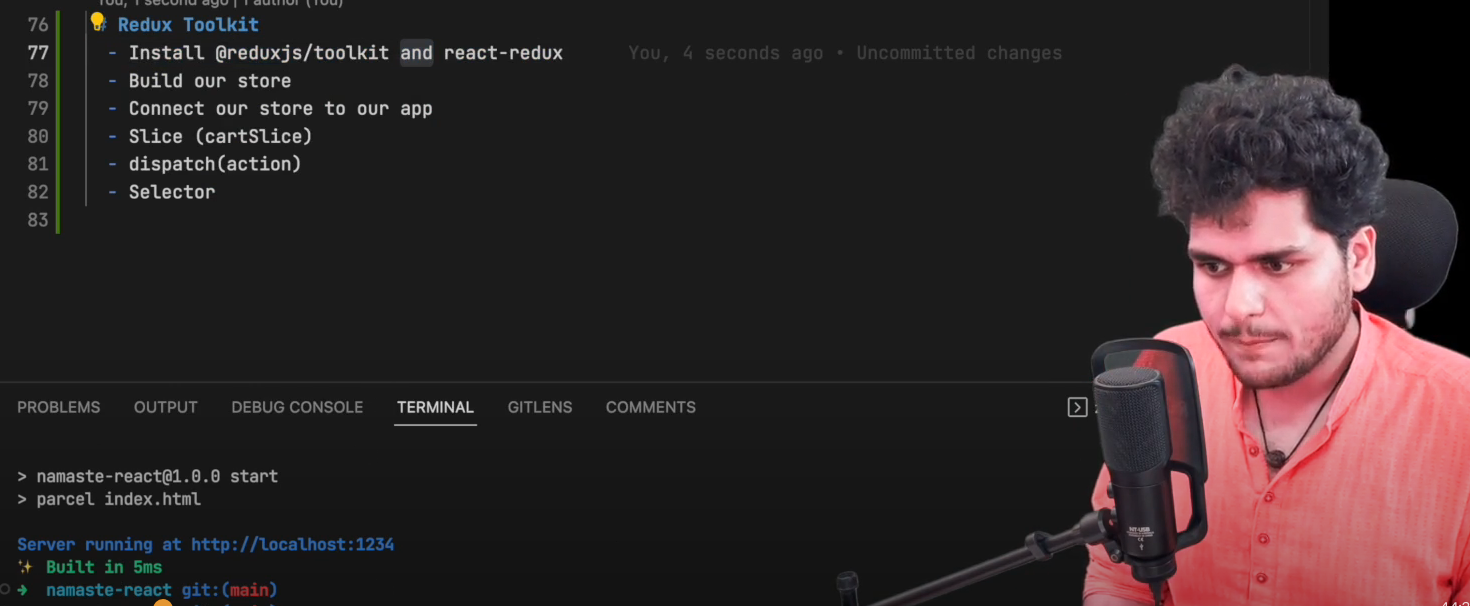 You, 1 second ago | 1 author (You)
76 # Redux Toolkit
77 - Install @reduxjs/toolkit and react-redux You, 4 seconds ago • Uncommitted changes
78 - Build our store
79 - Connect our store to our app
80 - Slice (cartSlice)
81 - dispatch(action)
82 - Selector
83
PROBLEMS OUTPUT DEBUG CONSOLE TERMINAL GITLENS COMMENTS
> namaste-react@1.0.0 start
> parcel index.html
Server running at http://localhost:1234
✨ Built in 5ms
➜ namaste-react git:(main)